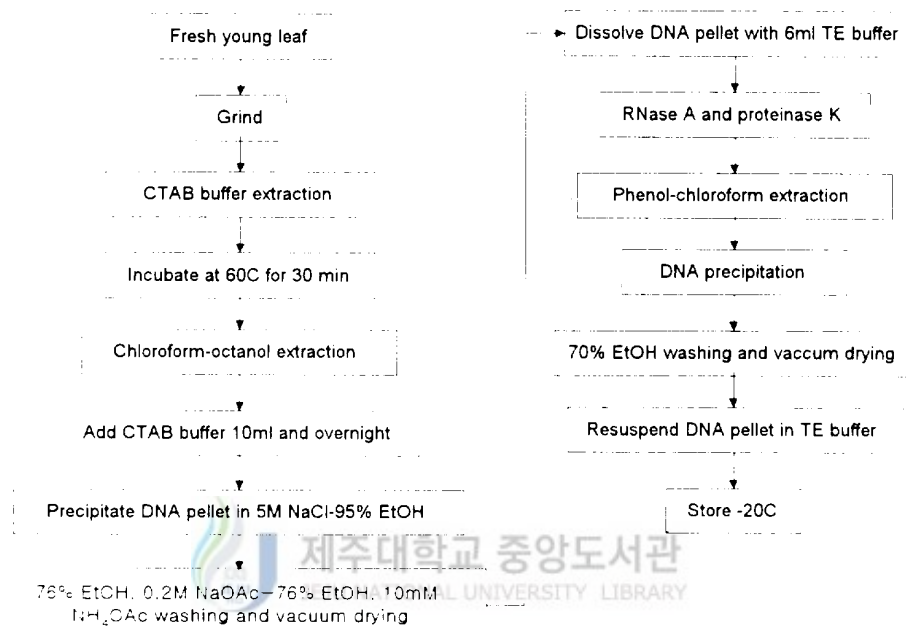 Fresh young leaf
Grind
CTAB buffer extraction
Incubate at 60C for 30 min
Chloroform-octanol extraction
Add CTAB buffer 10ml and overnight
Precipitate DNA pellet in 5M NaCl-95% EtOH
76% EtCH, 0.2M NaOAc-76% EtOH, 10mM
NH₄OAc washing and vacuum drying
Dissolve DNA pellet with 6ml TE buffer
RNase A and proteinase K
Phenol-chloroform extraction
DNA precipitation
70% EtOH washing and vaccum drying
Resuspend DNA pellet in TE buffer
Store -20C
제주대학교 중앙도서관
NATIONAL UNIVERSITY LIBRARY